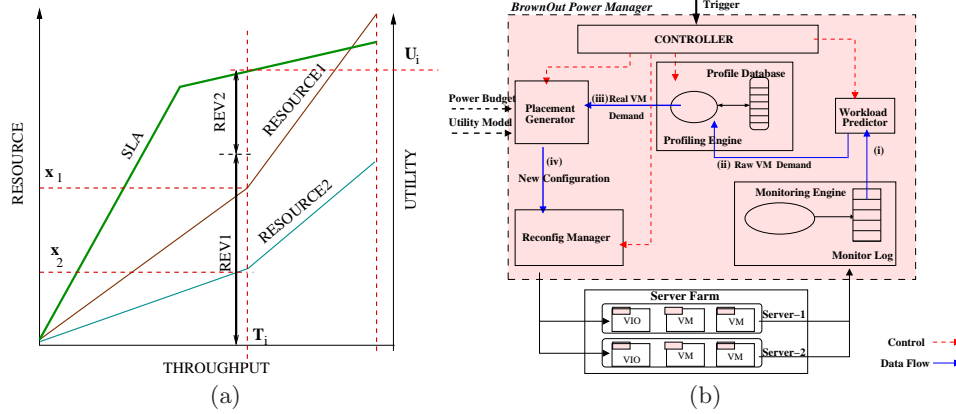 RESOURCE
x 1
x 2
SLA
REV2
RESOURCE1
RESOURCE2
REV1
T i
U i
UTILITY
THROUGHPUT
(a)
BrownOut Power Manager
Trigger
CONTROLLER
Power Budget
Utility Model
Placement
Generator
(iii) Real VM
Demand
Profile Database
Profiling Engine
Workload
Predictor
(i)
(ii) Raw VM Demand
(iv)
New Configuration
Reconfig Manager
Monitoring Engine
Monitor Log
Server Farm
VIO
VM
VM
Server-1
VIO
VM
VM
Server-2
Control
Data Flow
(b)